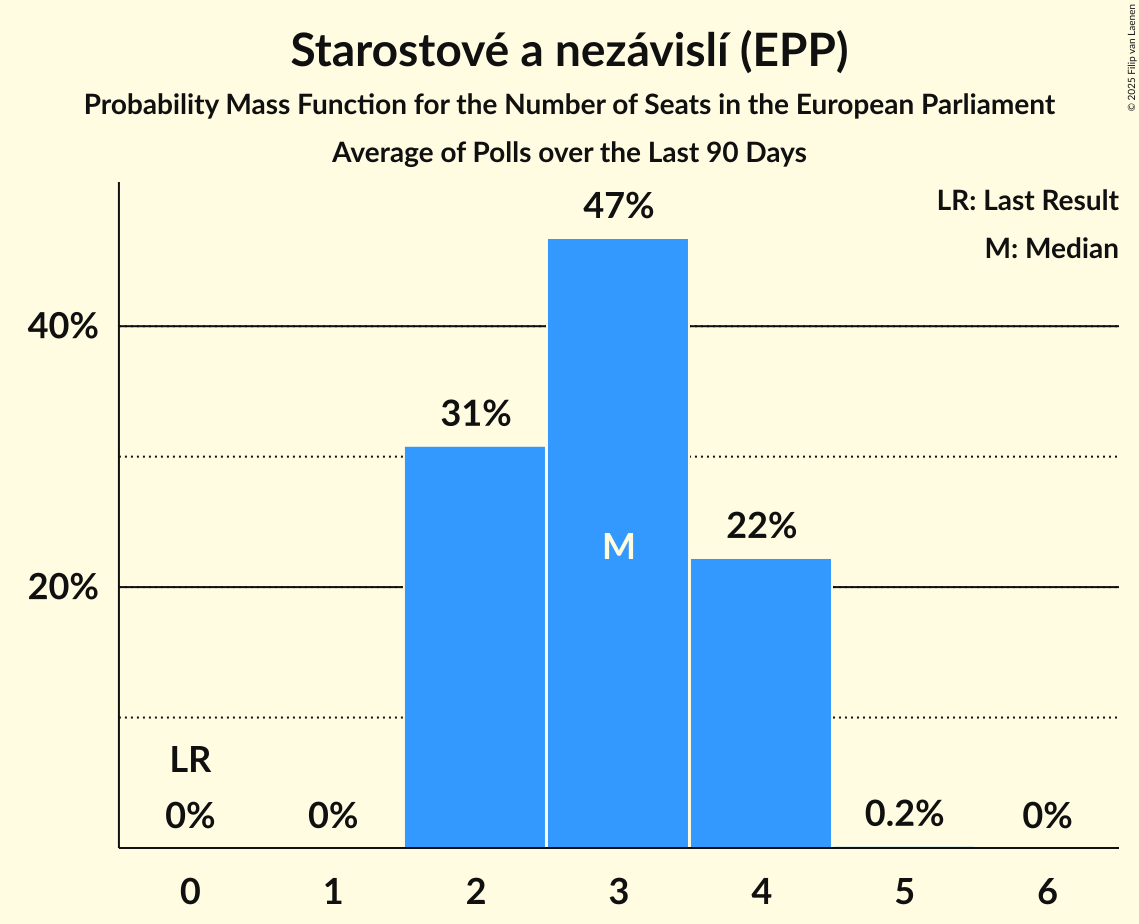 Starostové a nezávislí (EPP)
Probability Mass Function for the Number of Seats in the European Parliament
Average of Polls over the Last 90 Days
© 2025 Filip van Laenen
LR: Last Result
M: Median
47%
40%
31%
22%
M
20%
LR
0%
0%
0.2%
0%
0
1
2
3
4
5
6